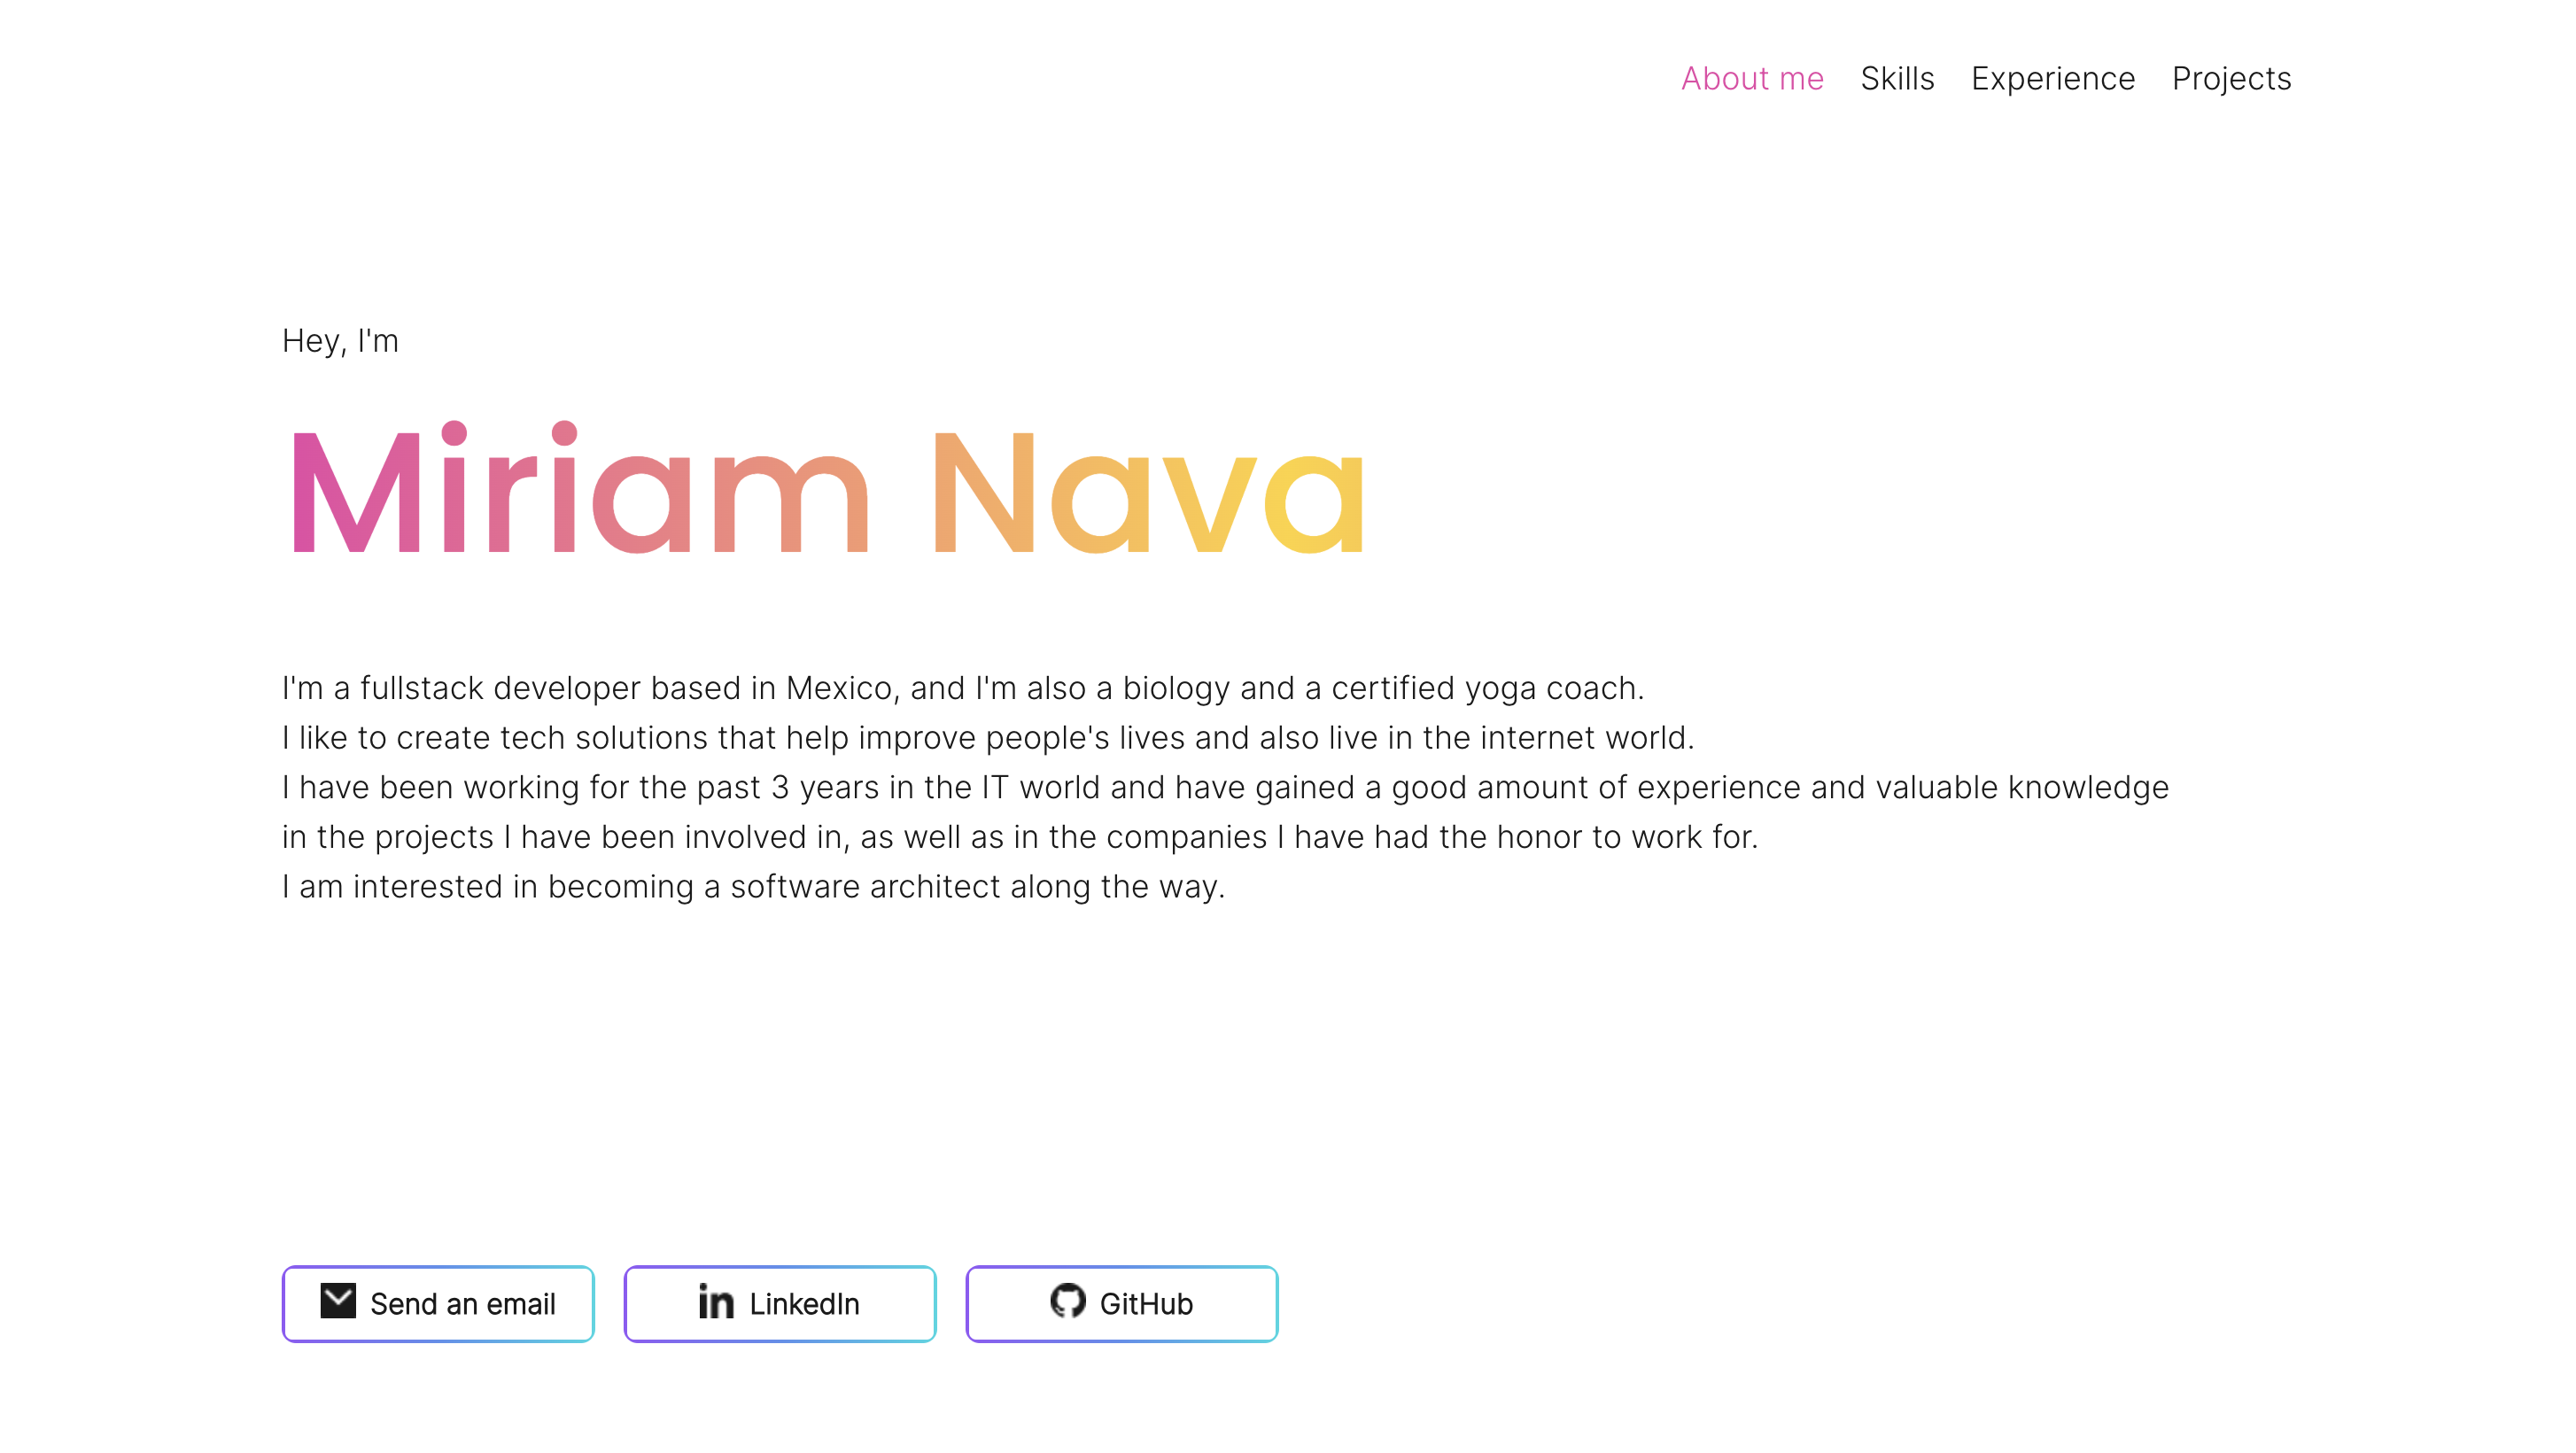 About me Skills Experience Projects
Hey, I'm
Miriam Nava
I'm a fullstack developer based in Mexico, and I'm also a biology and a certified yoga coach.
I like to create tech solutions that help improve people's lives and also live in the internet world.
I have been working for the past 3 years in the IT world and have gained a good amount of experience and valuable knowledge
in the projects I have been involved in, as well as in the companies I have had the honor to work for.
I am interested in becoming a software architect along the way.
Send an email
in LinkedIn
GitHub